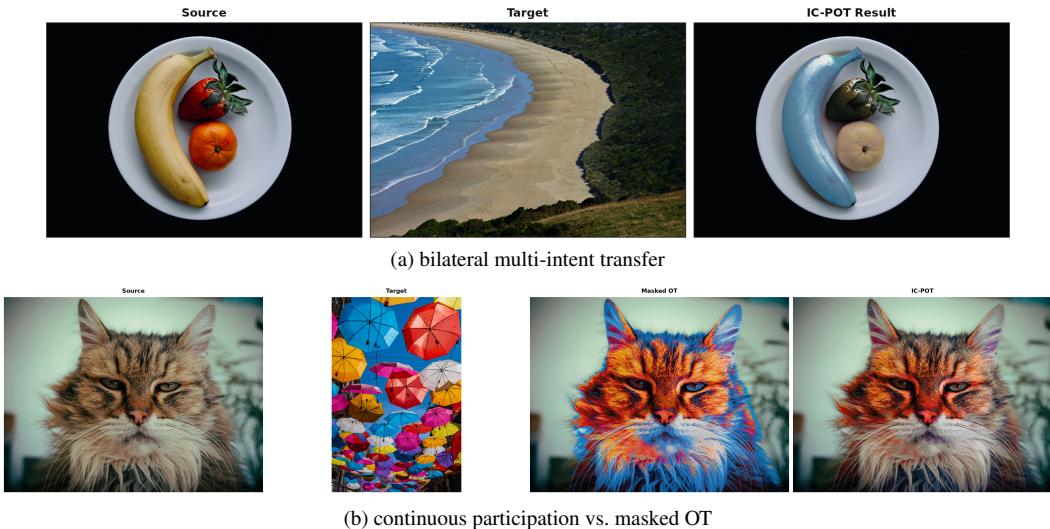 Source Target IC-POT Result
(a) bilateral multi-intent transfer
Source Target Masked OT IC-POT
(b) continuous participation vs. masked OT